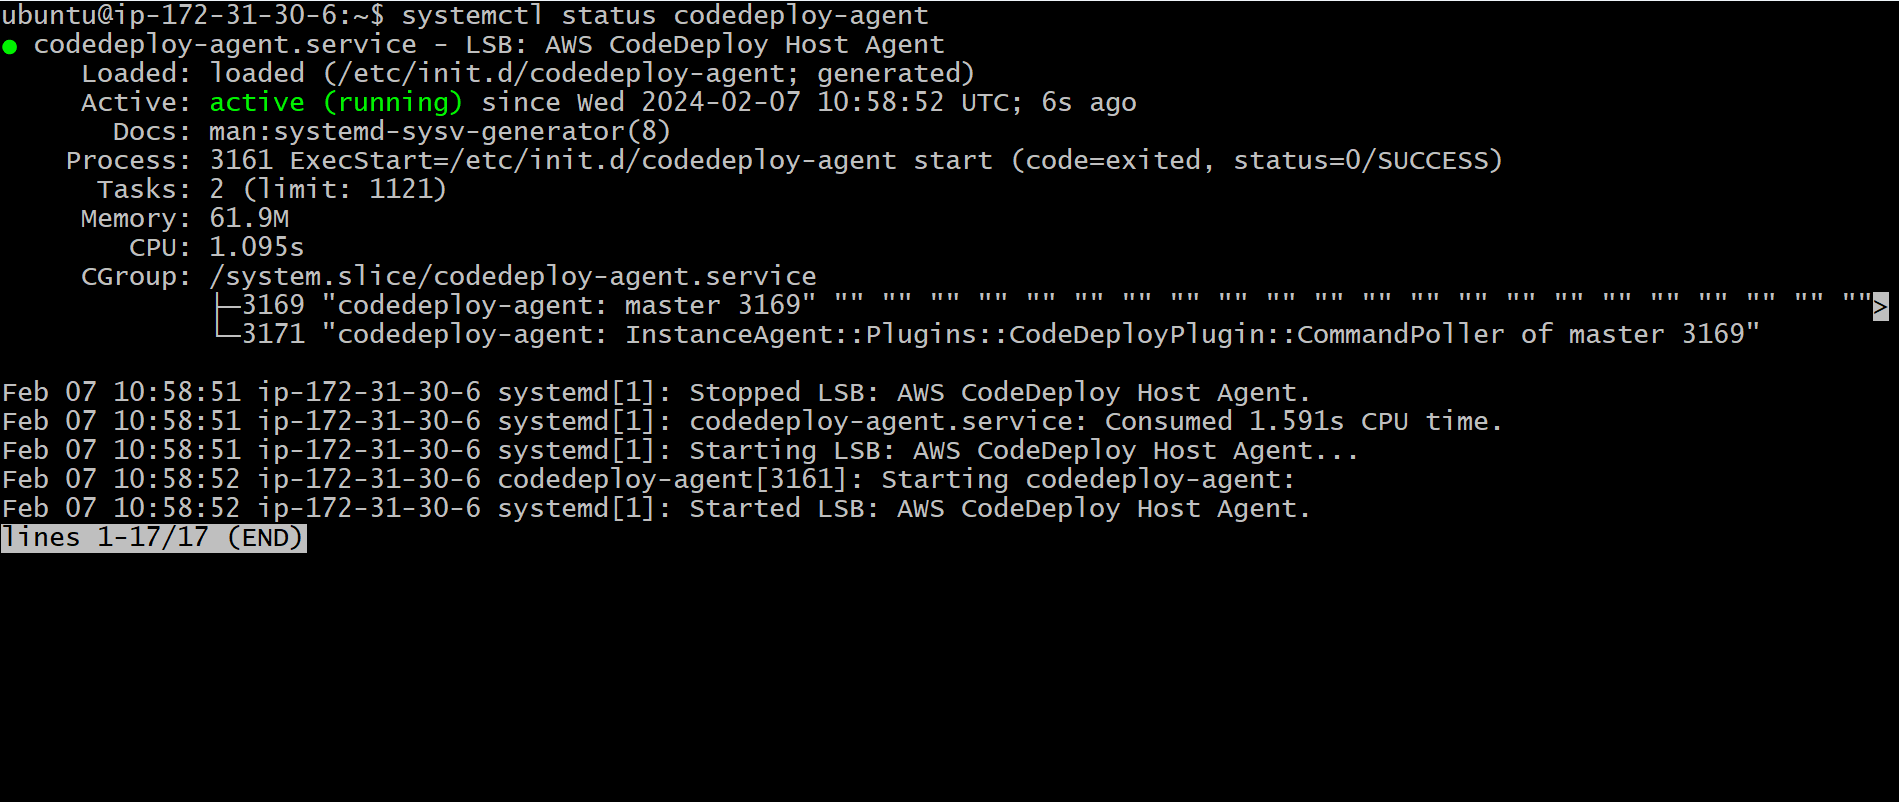 ubuntu@ip-172-31-30-6:~$ systemctl status codedeploy-agent
● codedeploy-agent.service - LSB: AWS CodeDeploy Host Agent
     Loaded: loaded (/etc/init.d/codedeploy-agent; generated)
     Active: active (running) since Wed 2024-02-07 10:58:52 UTC; 6s ago
       Docs: man:systemd-sysv-generator(8)
    Process: 3161 ExecStart=/etc/init.d/codedeploy-agent start (code=exited, status=0/SUCCESS)
      Tasks: 2 (limit: 1121)
     Memory: 61.9M
        CPU: 1.095s
     CGroup: /system.slice/codedeploy-agent.service
             ├─3169 "codedeploy-agent: master 3169" "" "" "" "" "" "" "" "" "" "" "" "" "" "" "" "" "" "" "" "" "" "">
             └─3171 "codedeploy-agent: InstanceAgent::Plugins::CodeDeployPlugin::CommandPoller of master 3169"

Feb 07 10:58:51 ip-172-31-30-6 systemd[1]: Stopped LSB: AWS CodeDeploy Host Agent.
Feb 07 10:58:51 ip-172-31-30-6 systemd[1]: codedeploy-agent.service: Consumed 1.591s CPU time.
Feb 07 10:58:51 ip-172-31-30-6 systemd[1]: Starting LSB: AWS CodeDeploy Host Agent...
Feb 07 10:58:52 ip-172-31-30-6 codedeploy-agent[3161]: Starting codedeploy-agent:
Feb 07 10:58:52 ip-172-31-30-6 systemd[1]: Started LSB: AWS CodeDeploy Host Agent.
lines 1-17/17 (END)